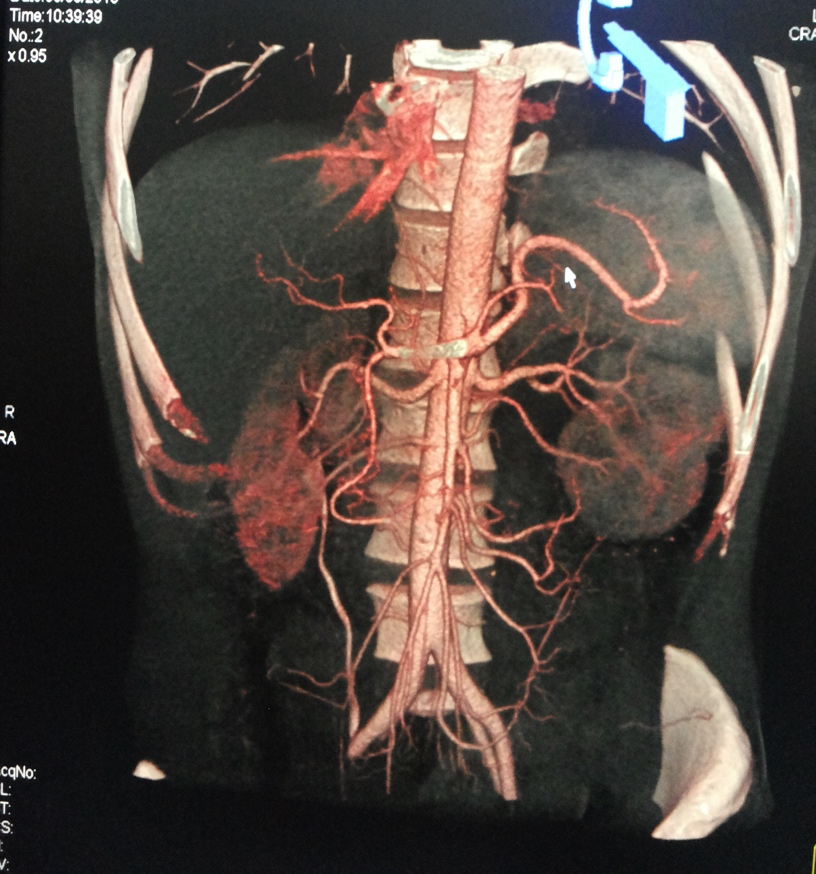 Time:10:39:39
No.:2
x 0.95
L
CRA
R
RA
cqNo:
L:
T:
S:
:
V: